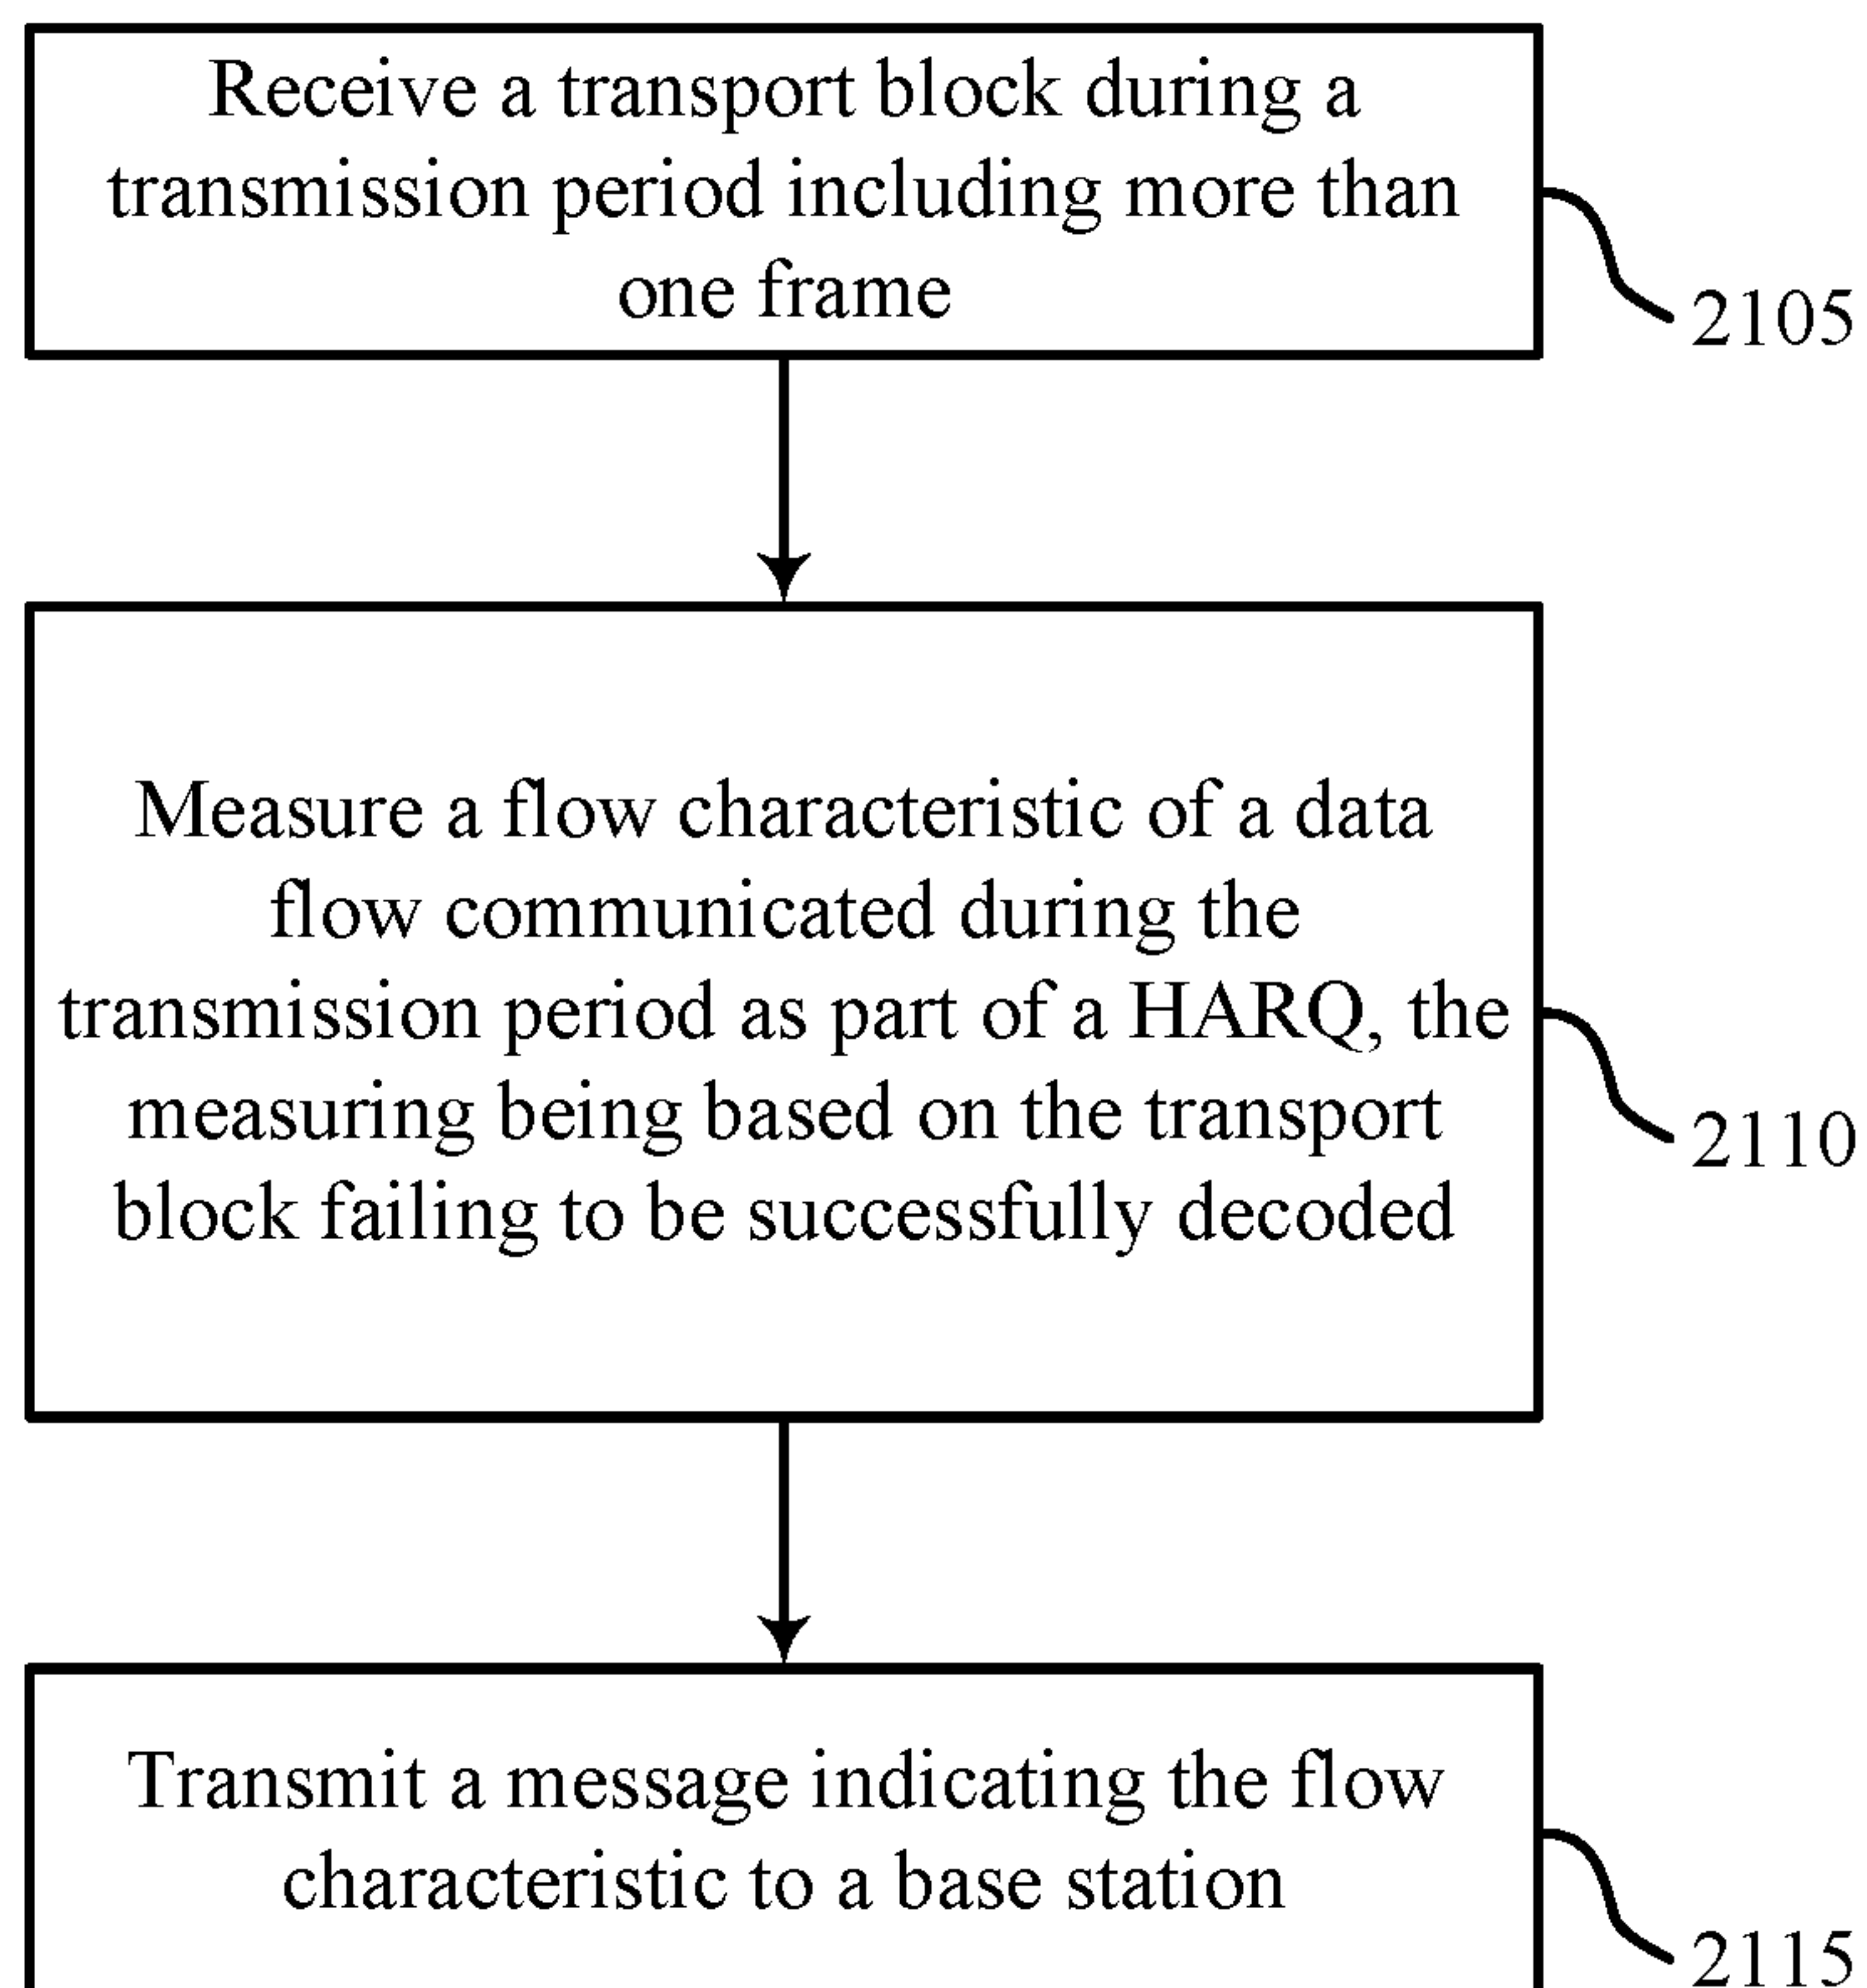 Receive a transport block during a
transmission period including more than
one frame
2105
Measure a flow characteristic of a data
flow communicated during the
transmission period as part of a HARQ, the
measuring being based on the transport
block failing to be successfully decoded
2110
Transmit a message indicating the flow
characteristic to a base station
2115